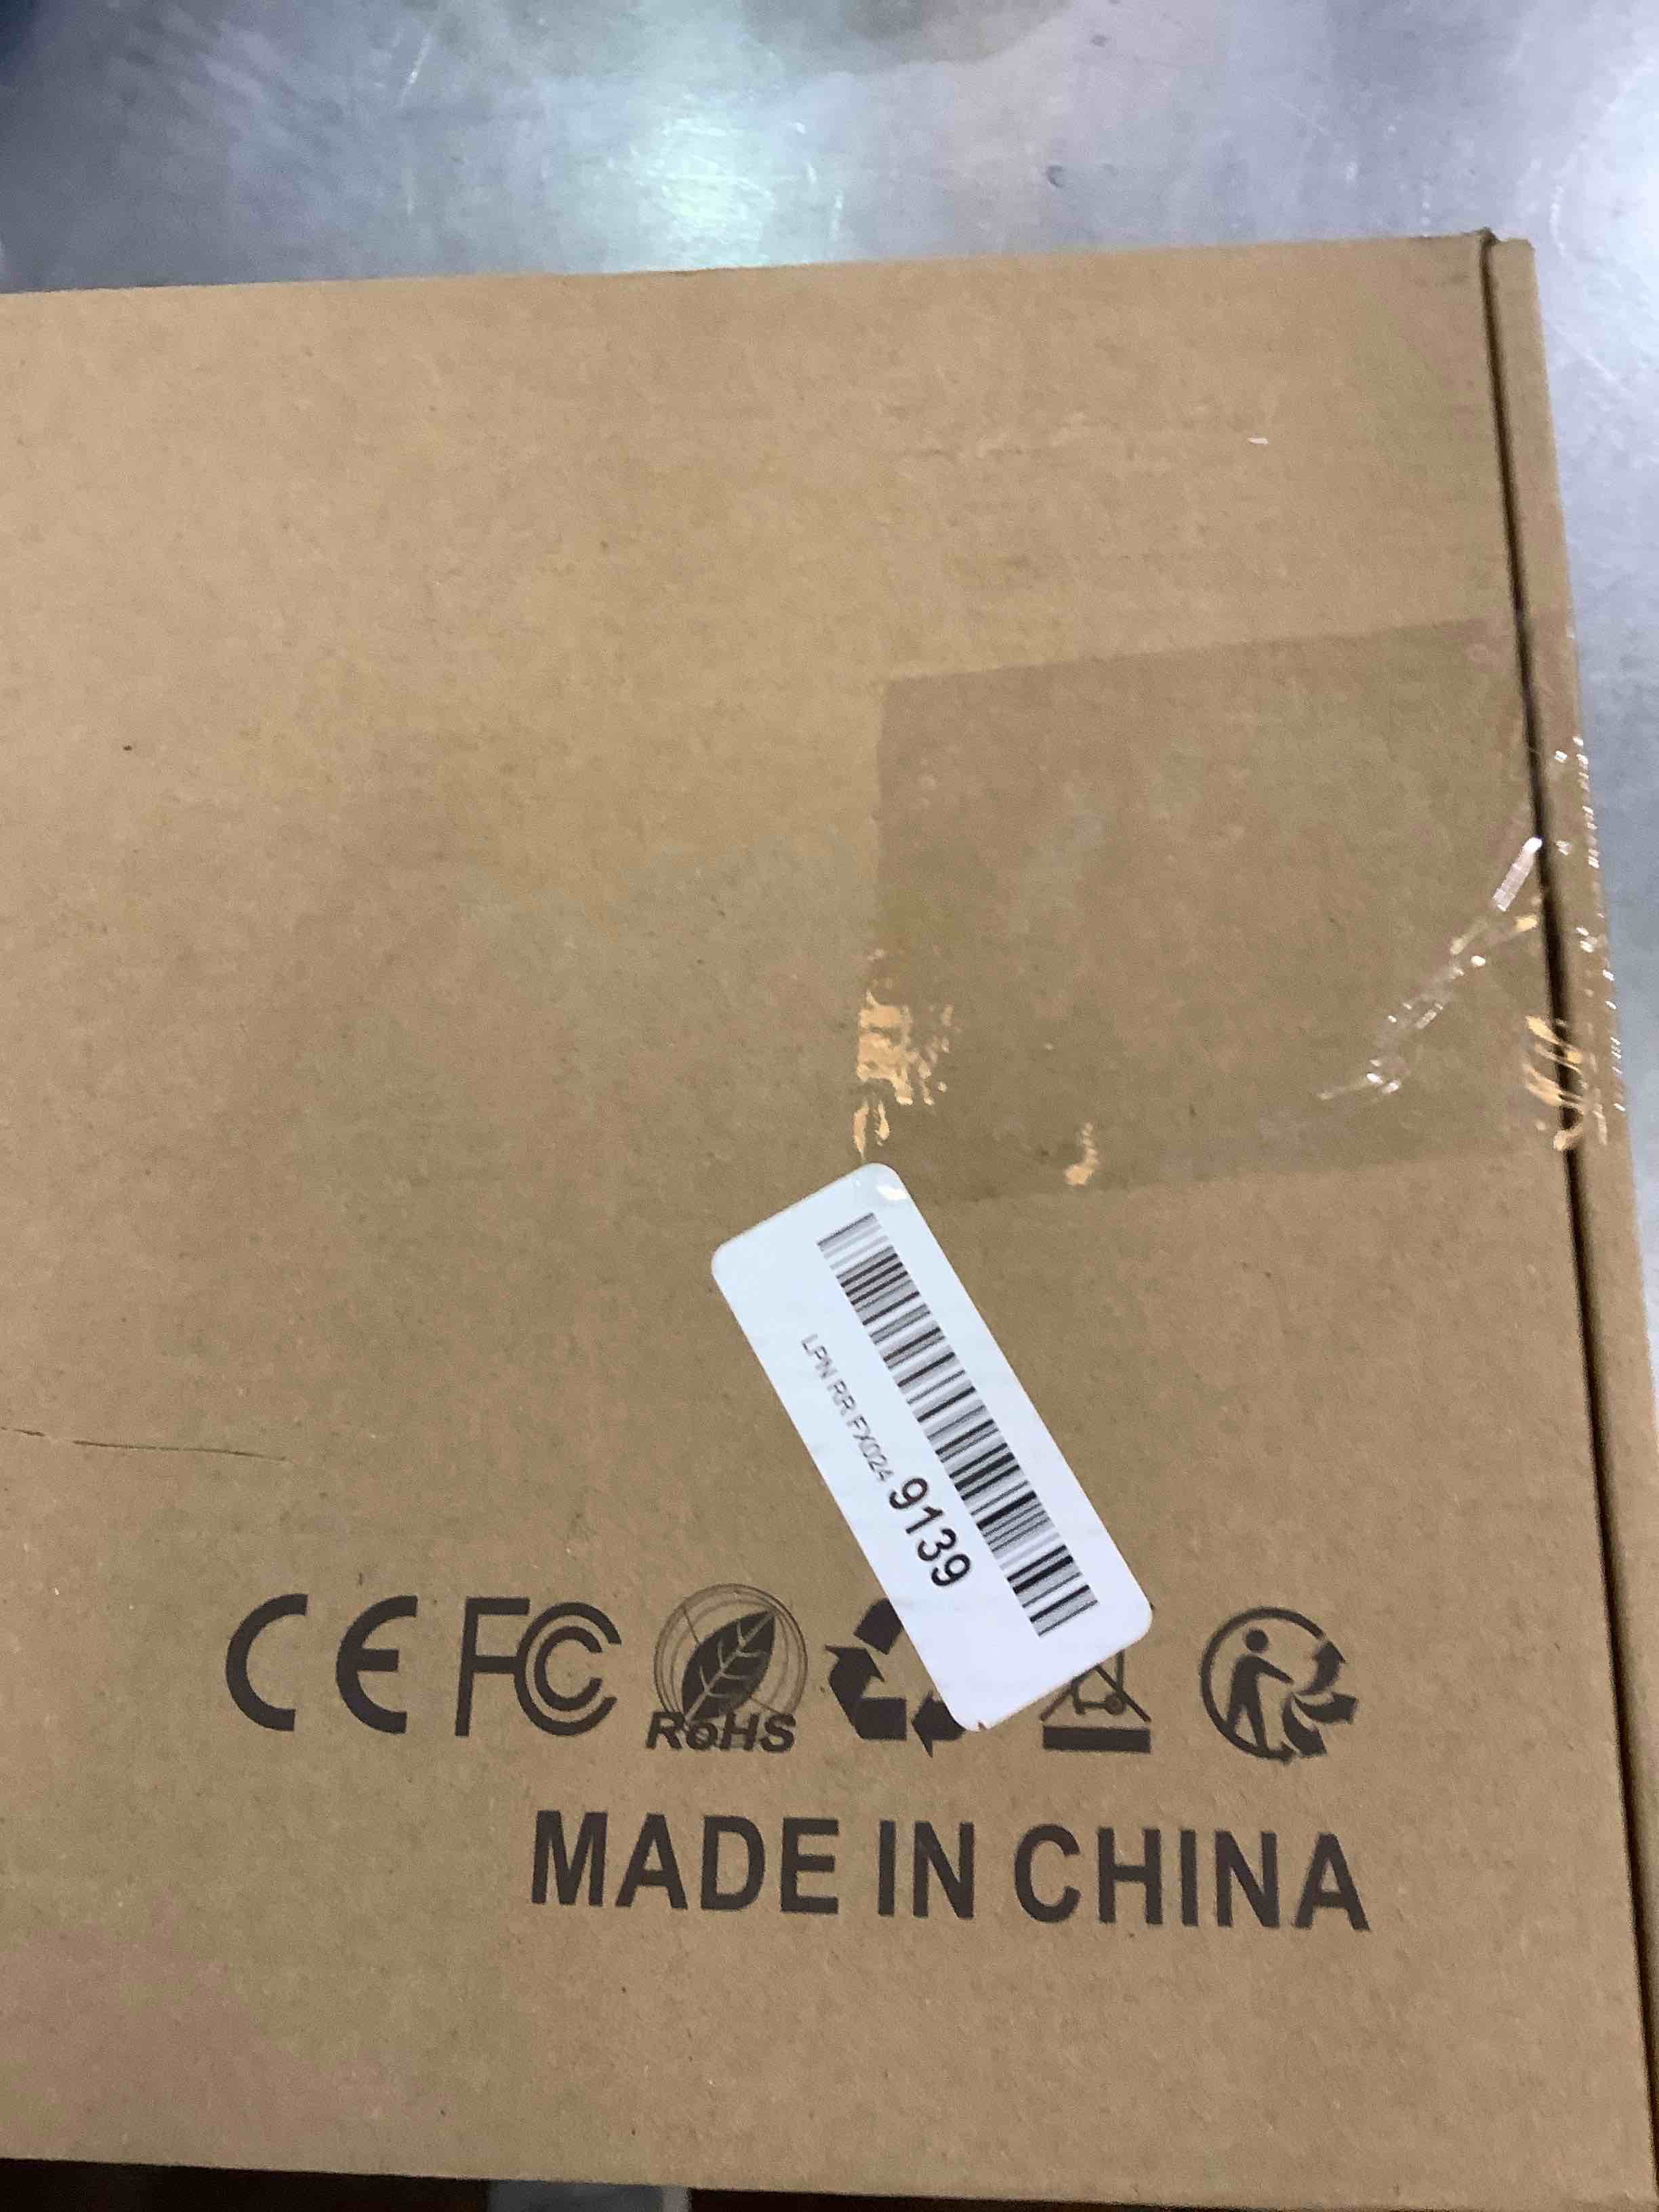 LPN RR FX024 9139
CE FC RoHS
MADE IN CHINA